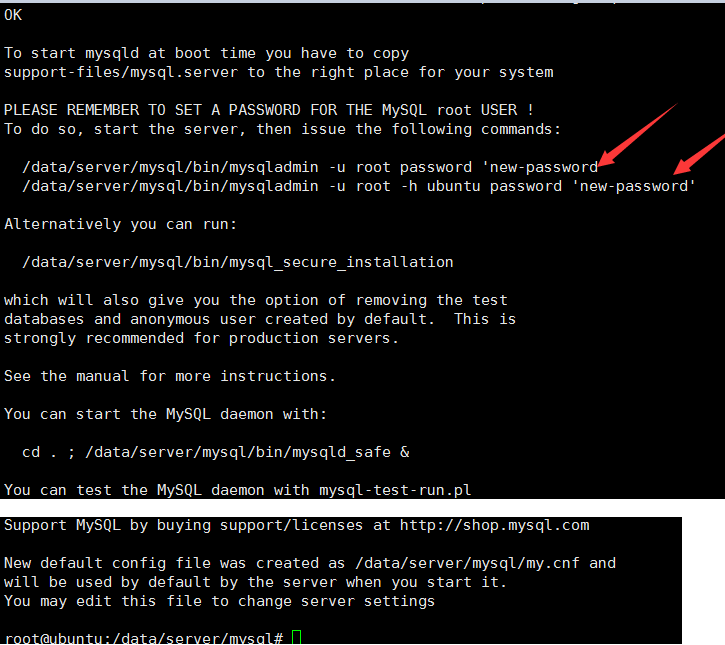 OK
To start mysqld at boot time you have to copy
support-files/mysql.server to the right place for your system
PLEASE REMEMBER TO SET A PASSWORD FOR THE MySQL root USER !
To do so, start the server, then issue the following commands:
/data/server/mysql/bin/mysqladmin -u root password 'new-password
/data/server/mysql/bin/mysqladmin -u root -h ubuntu password 'new-password'
Alternatively you can run:
/data/server/mysql/bin/mysql_secure_installation
which will also give you the option of removing the test
databases and anonymous user created by default.  This is
strongly recommended for production servers.
See the manual for more instructions.
You can start the MySQL daemon with:
cd . ; /data/server/mysql/bin/mysqld_safe &
You can test the MySQL daemon with mysql-test-run.pl
Support MySQL by buying support/licenses at http://shop.mysql.com
New default config file was created as /data/server/mysql/my.cnf and
will be used by default by the server when you start it.
You may edit this file to change server settings
root@ubuntu:/data/server/mysql#